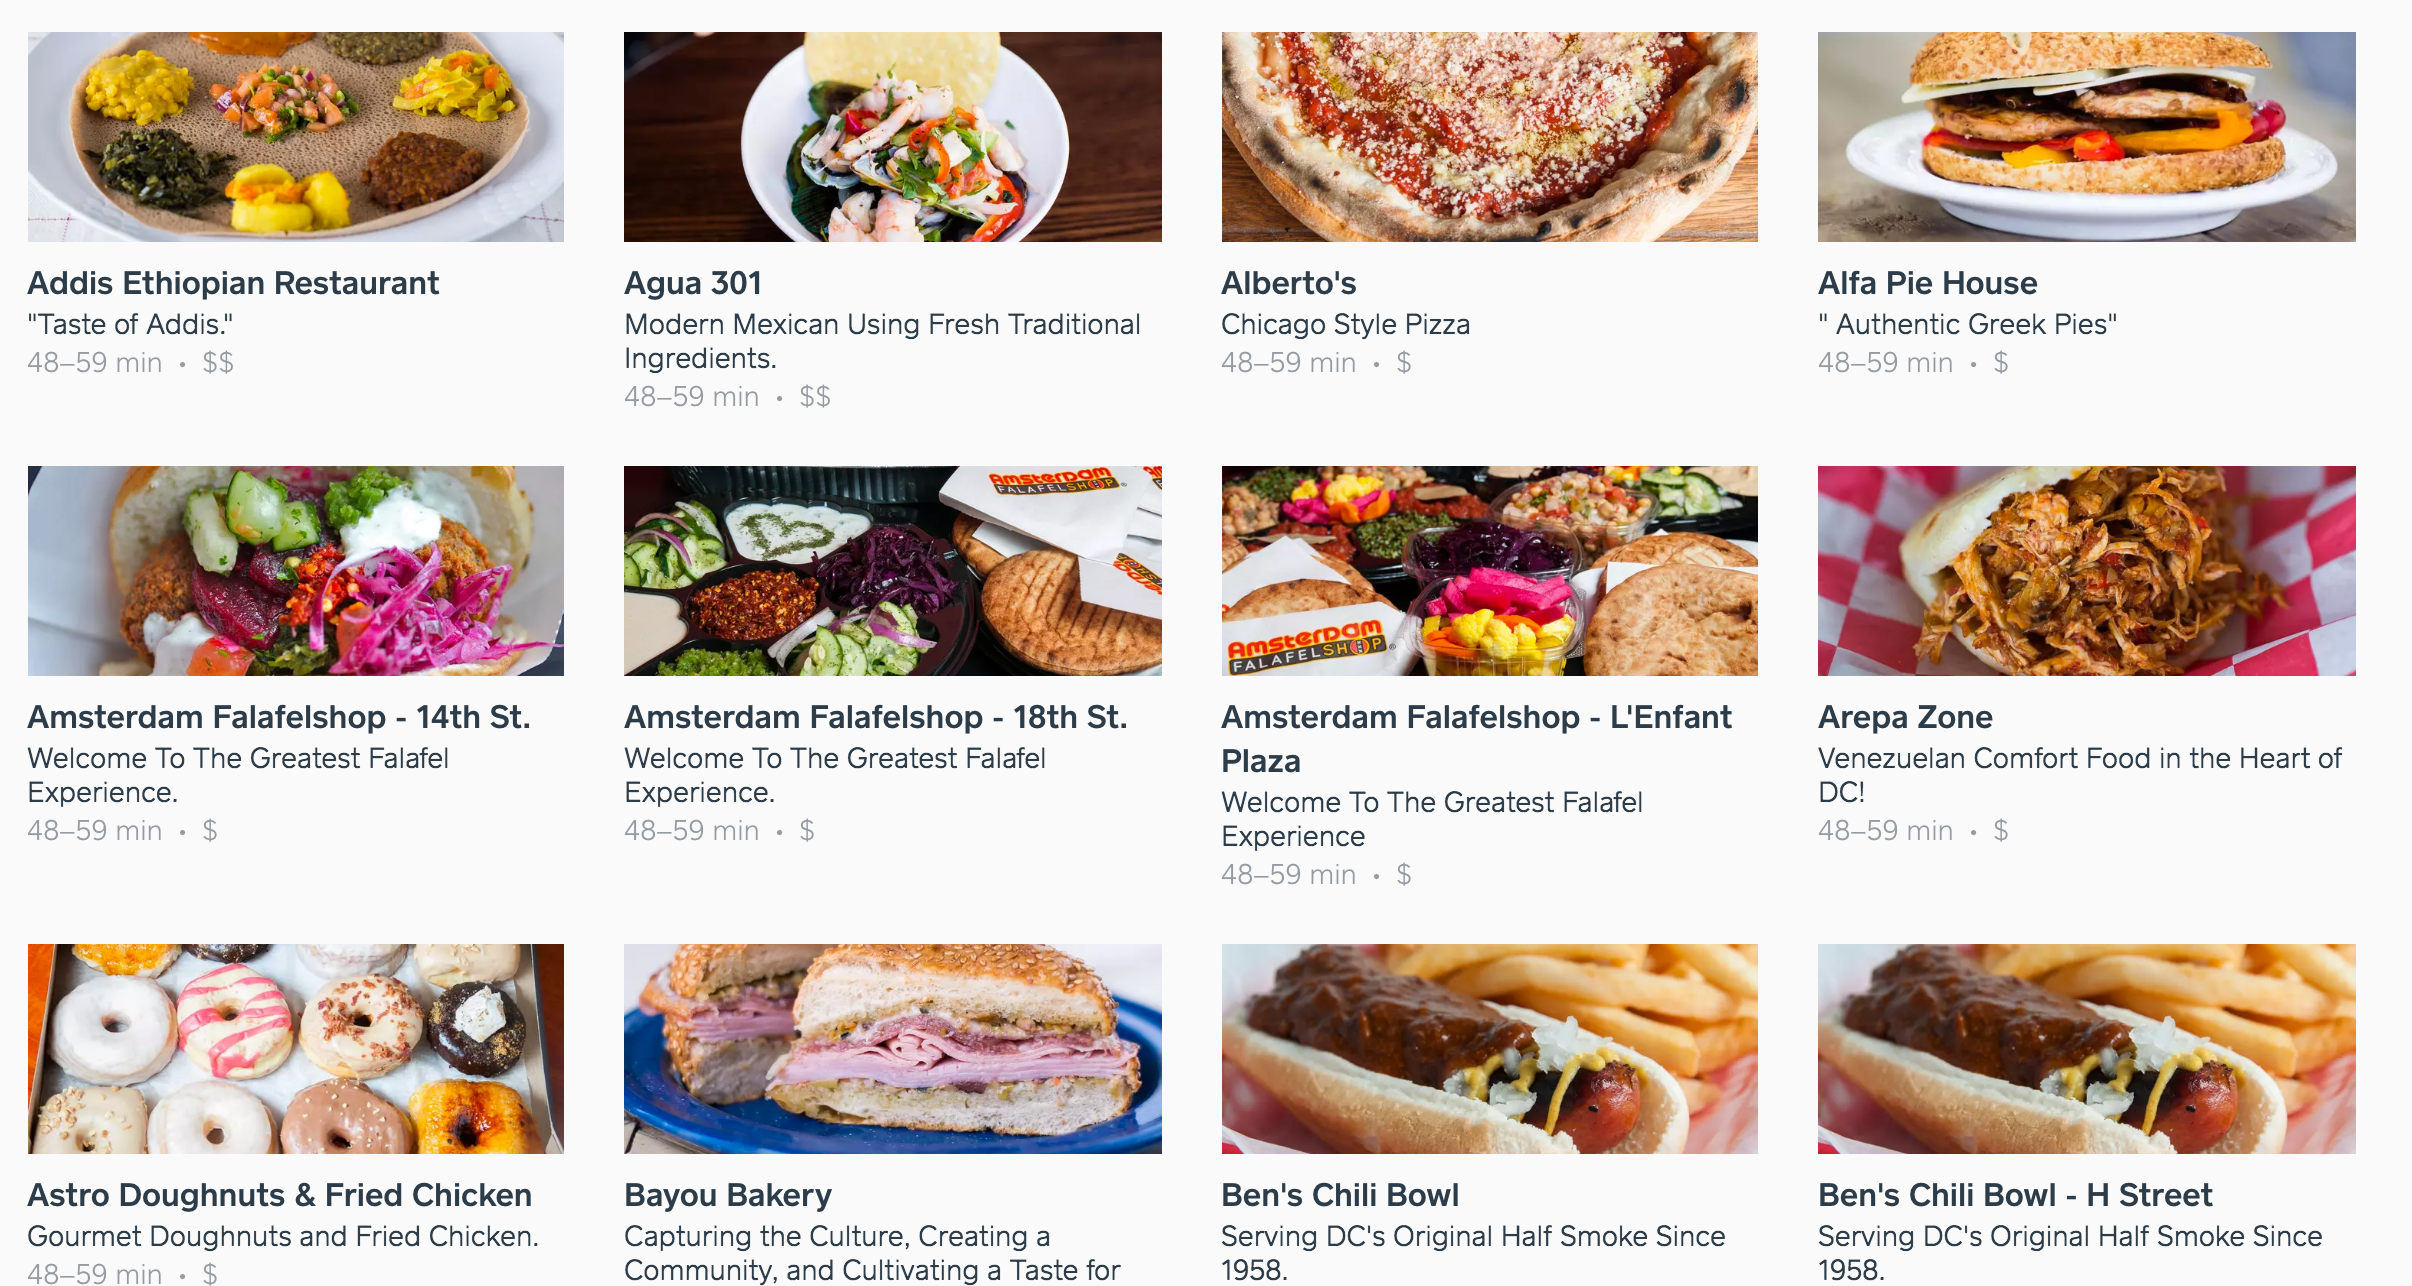 Amsterdam
FALAFELSHOP
Amsterdam
FALAFELSHOP
Addis Ethiopian Restaurant
"Taste of Addis."
48–59 min • $$
Agua 301
Modern Mexican Using Fresh Traditional
Ingredients.
48–59 min • $$
Alberto's
Chicago Style Pizza
48–59 min • $
Alfa Pie House
" Authentic Greek Pies"
48–59 min • $
Amsterdam Falafelshop - 14th St.
Welcome To The Greatest Falafel
Experience.
48–59 min • $
Amsterdam Falafelshop - 18th St.
Welcome To The Greatest Falafel
Experience.
48–59 min • $
Amsterdam Falafelshop - L'Enfant
Plaza
Welcome To The Greatest Falafel
Experience
48–59 min • $
Arepa Zone
Venezuelan Comfort Food in the Heart of
DC!
48–59 min • $
Astro Doughnuts & Fried Chicken
Gourmet Doughnuts and Fried Chicken.
48–59 min • $
Bayou Bakery
Capturing the Culture, Creating a
Community, and Cultivating a Taste for
Ben's Chili Bowl
Serving DC's Original Half Smoke Since
1958.
Ben's Chili Bowl - H Street
Serving DC's Original Half Smoke Since
1958.